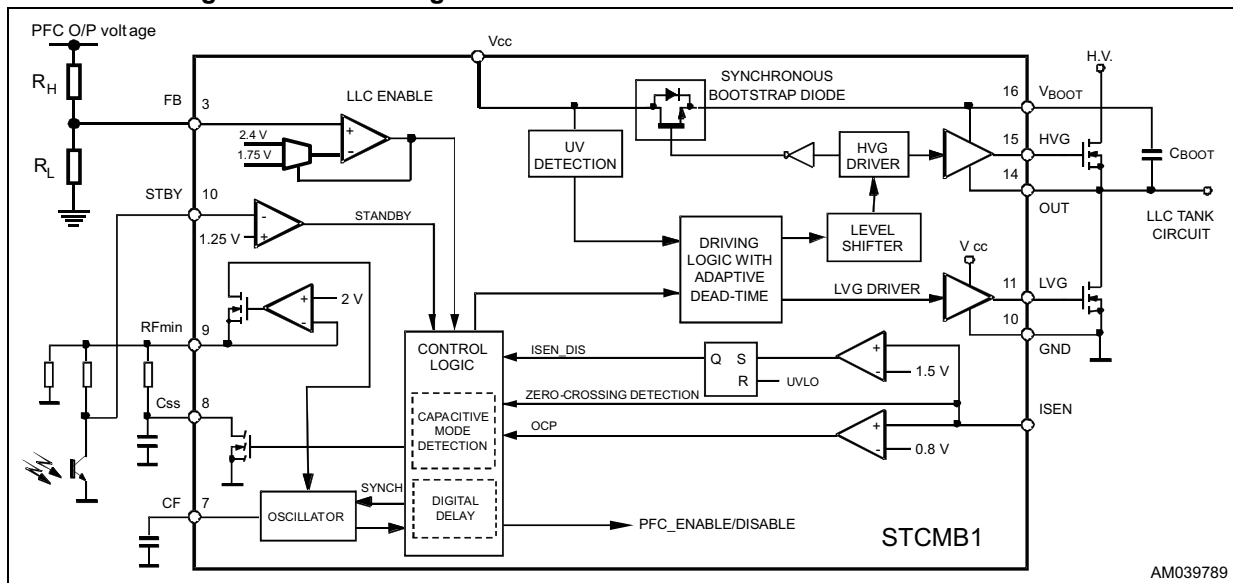 PFC O/P voltage
RH
RL
FB
3
LLC ENABLE
2.4 V
1.75 V
STBY
10
1.25 V
STANDBY
2 V
RFmin
9
Css
8
CF
7
OSCILLATOR
SYNCH
CONTROL
LOGIC
CAPACITIVE
MODE
DETECTION
DIGITAL
DELAY
PFC_ENABLE/DISABLE
Vcc
UV
DETECTION
SYNCHRONOUS
BOOTSTRAP DIODE
HVG
DRIVER
LEVEL
SHIFTER
DRIVING
LOGIC WITH
ADAPTIVE
DEAD-TIME
LVG DRIVER
V cc
ISEN_DIS
Q S
R
UVLO
1.5 V
ZERO-CROSSING DETECTION
OCP
0.8 V
16
VBOOT
15
HVG
14
OUT
11
LVG
10
GND
ISEN
H.V.
CBOOT
LLC TANK
CIRCUIT
STCMB1
AM039789